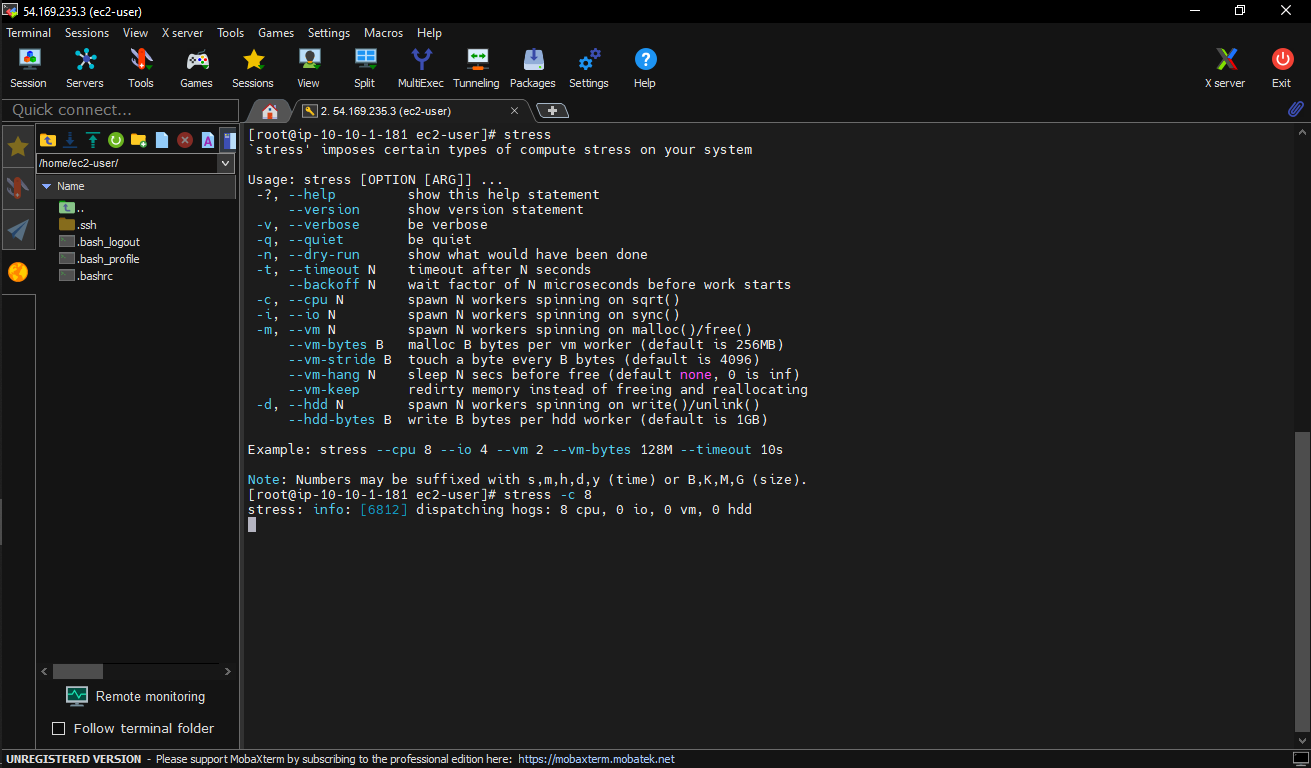 54.169.235.3 (ec2-user)
Terminal Sessions View X server Tools Games Settings Macros Help
Session Servers Tools Games Sessions View Split MultiExec Tunneling Packages Settings Help X server Exit
Quick connect...
2. 54.169.235.3 (ec2-user)
/home/ec2-user/
Name
..
.ssh
.bash_logout
.bash_profile
.bashrc
Remote monitoring
Follow terminal folder
[root@ip-10-10-1-181 ec2-user]# stress
`stress' imposes certain types of compute stress on your system
Usage: stress [OPTION [ARG]] ...
-?, --help show this help statement
--version show version statement
-v, --verbose be verbose
-q, --quiet be quiet
-n, --dry-run show what would have been done
-t, --timeout N timeout after N seconds
--backoff N wait factor of N microseconds before work starts
-c, --cpu N spawn N workers spinning on sqrt()
-i, --io N spawn N workers spinning on sync()
-m, --vm N spawn N workers spinning on malloc()/free()
--vm-bytes B malloc B bytes per vm worker (default is 256MB)
--vm-stride B touch a byte every B bytes (default is 4096)
--vm-hang N sleep N secs before free (default none, 0 is inf)
--vm-keep redirty memory instead of freeing and reallocating
-d, --hdd N spawn N workers spinning on write()/unlink()
--hdd-bytes B write B bytes per hdd worker (default is 1GB)
Example: stress --cpu 8 --io 4 --vm 2 --vm-bytes 128M --timeout 10s
Note: Numbers may be suffixed with s,m,h,d,y (time) or B,K,M,G (size).
[root@ip-10-10-1-181 ec2-user]# stress -c 8
stress: info: [6812] dispatching hogs: 8 cpu, 0 io, 0 vm, 0 hdd
UNREGISTERED VERSION - Please support MobaXterm by subscribing to the professional edition here: https://mobaxterm.mobatek.net